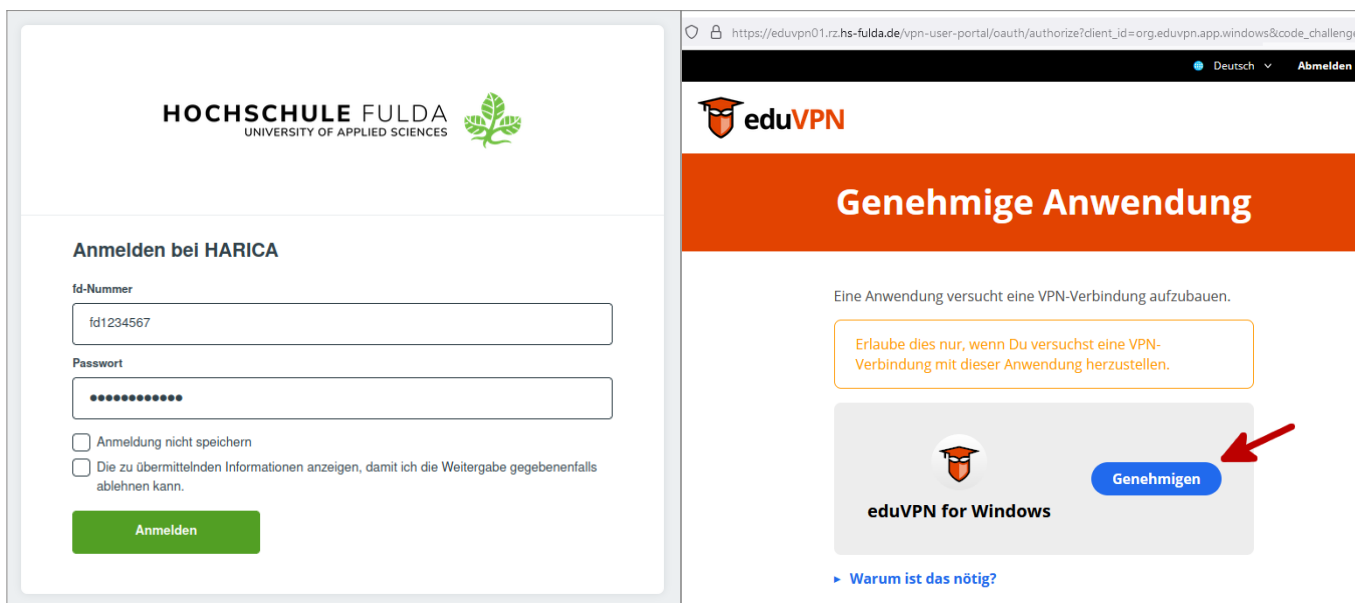 HOCHSCHULE FULDA
UNIVERSITY OF APPLIED SCIENCES
Anmelden bei HARICA
fd-Nummer
fd1234567
Passwort
●●●●●●●●●●●●
Anmeldung nicht speichern
Die zu übermittelnden Informationen anzeigen, damit ich die Weitergabe gegebenenfalls
ablehnen kann.
Anmelden
https://eduvpn01.rz.hs-fulda.de/vpn-user-portal/oauth/authorize?client_id=org.eduvpn.app.windows&code_challenge
Deutsch
Abmelden
eduVPN
Genehmige Anwendung
Eine Anwendung versucht eine VPN-Verbindung aufzubauen.
Erlaube dies nur, wenn Du versuchst eine VPN-
Verbindung mit dieser Anwendung herzustellen.
eduVPN for Windows
Genehmigen
▸ Warum ist das nötig?